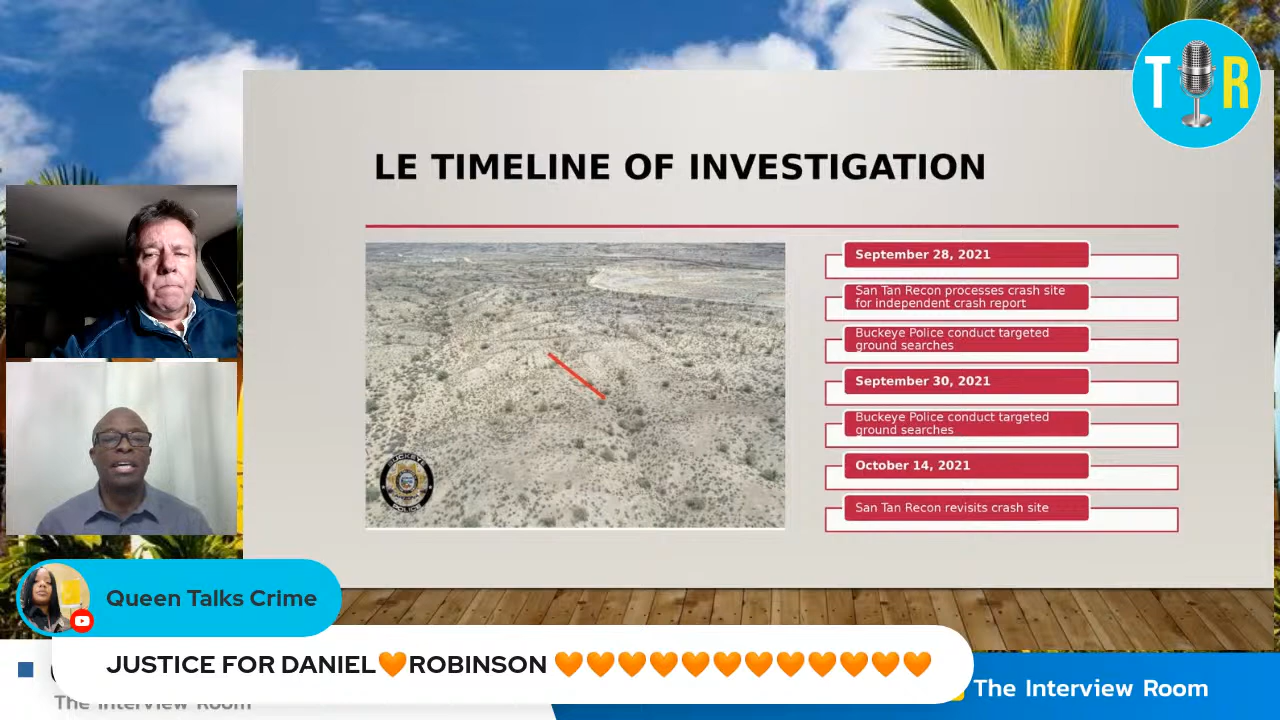 T R
LE TIMELINE OF INVESTIGATION
September 28, 2021
San Tan Recon processes crash site
for independent crash report
Buckeye Police conduct targeted
ground searches
September 30, 2021
Buckeye Police conduct targeted
ground searches
October 14, 2021
San Tan Recon revisits crash site
BUCKEYE
POLICE
Queen Talks Crime
JUSTICE FOR DANIEL🧡ROBINSON 🧡🧡🧡🧡🧡🧡🧡🧡🧡🧡🧡🧡
The Interview Room
The Interview Room